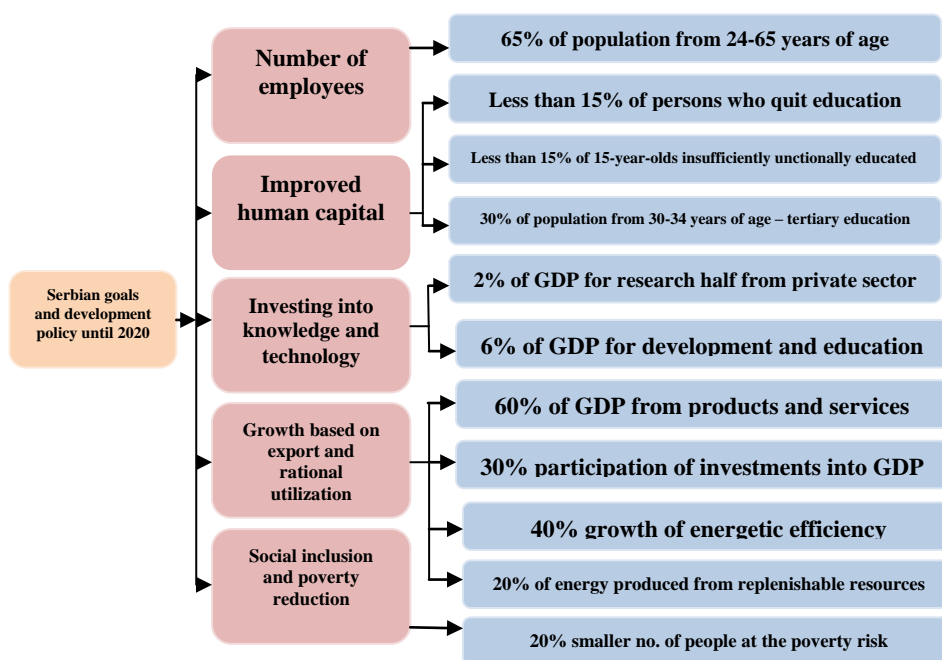 Serbian goals
and development
policy until 2020
Number of
employees
65% of population from 24-65 years of age
Improved
human capital
Less than 15% of persons who quit education
Less than 15% of 15-year-olds insufficiently unctionally educated
30% of population from 30-34 years of age – tertiary education
Investing into
knowledge and
technology
2% of GDP for research half from private sector
6% of GDP for development and education
Growth based on
export and
rational
utilization
60% of GDP from products and services
30% participation of investments into GDP
40% growth of energetic efficiency
20% of energy produced from replenishable resources
Social inclusion
and poverty
reduction
20% smaller no. of people at the poverty risk